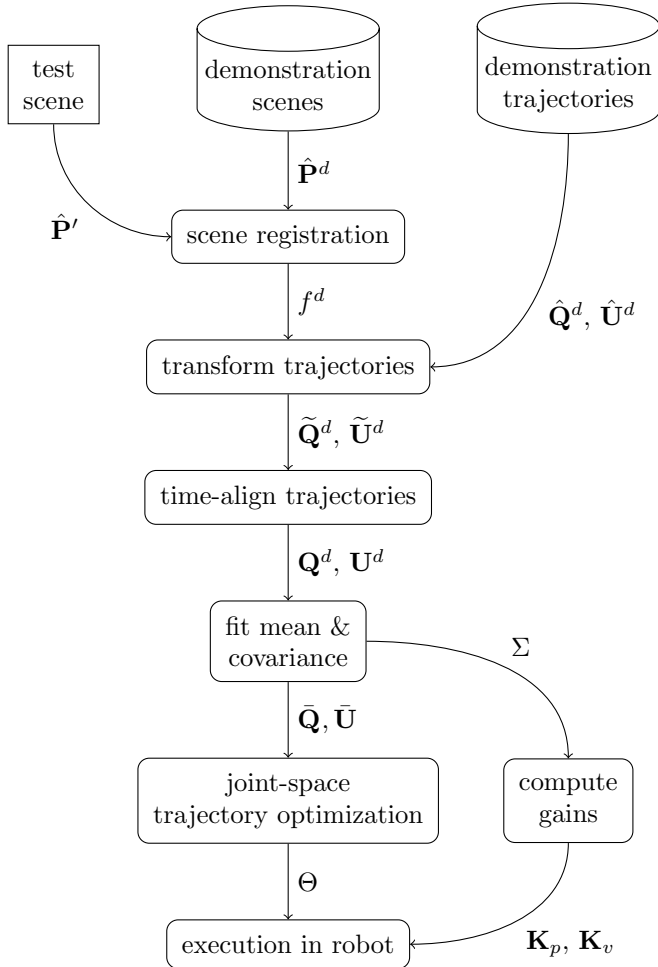 test
scene
demonstration
scenes
demonstration
trajectories
P̂^d
P̂′
scene registration
f^d
Q̂^d, Û^d
transform trajectories
Q̃^d, Ũ^d
time-align trajectories
Q^d, U^d
fit mean &
covariance
Σ
Q̄, Ū
joint-space
trajectory optimization
compute
gains
Θ
K_p, K_v
execution in robot